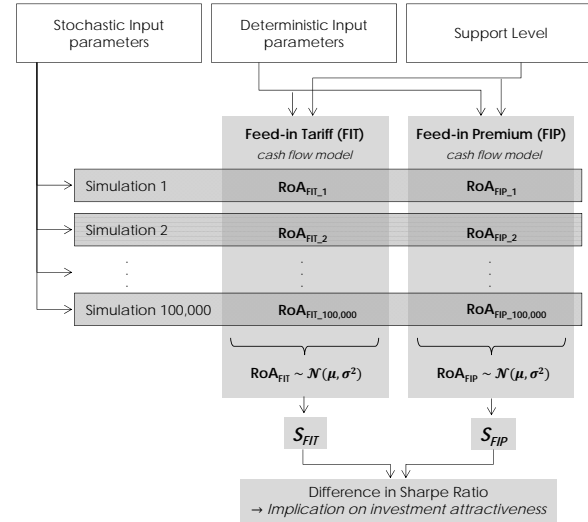 Stochastic Input
parameters
Deterministic Input
parameters
Support Level
Feed-in Tariff (FIT)
cash flow model
Feed-in Premium (FIP)
cash flow model
Simulation 1
RoA_FIT_1
RoA_FIP_1
Simulation 2
RoA_FIT_2
RoA_FIP_2
Simulation 100,000
RoA_FIT_100,000
RoA_FIP_100,000
RoA_FIT ~ 𝒩(μ, σ²)
RoA_FIP ~ 𝒩(μ, σ²)
S_FIT
S_FIP
Difference in Sharpe Ratio
→ Implication on investment attractiveness